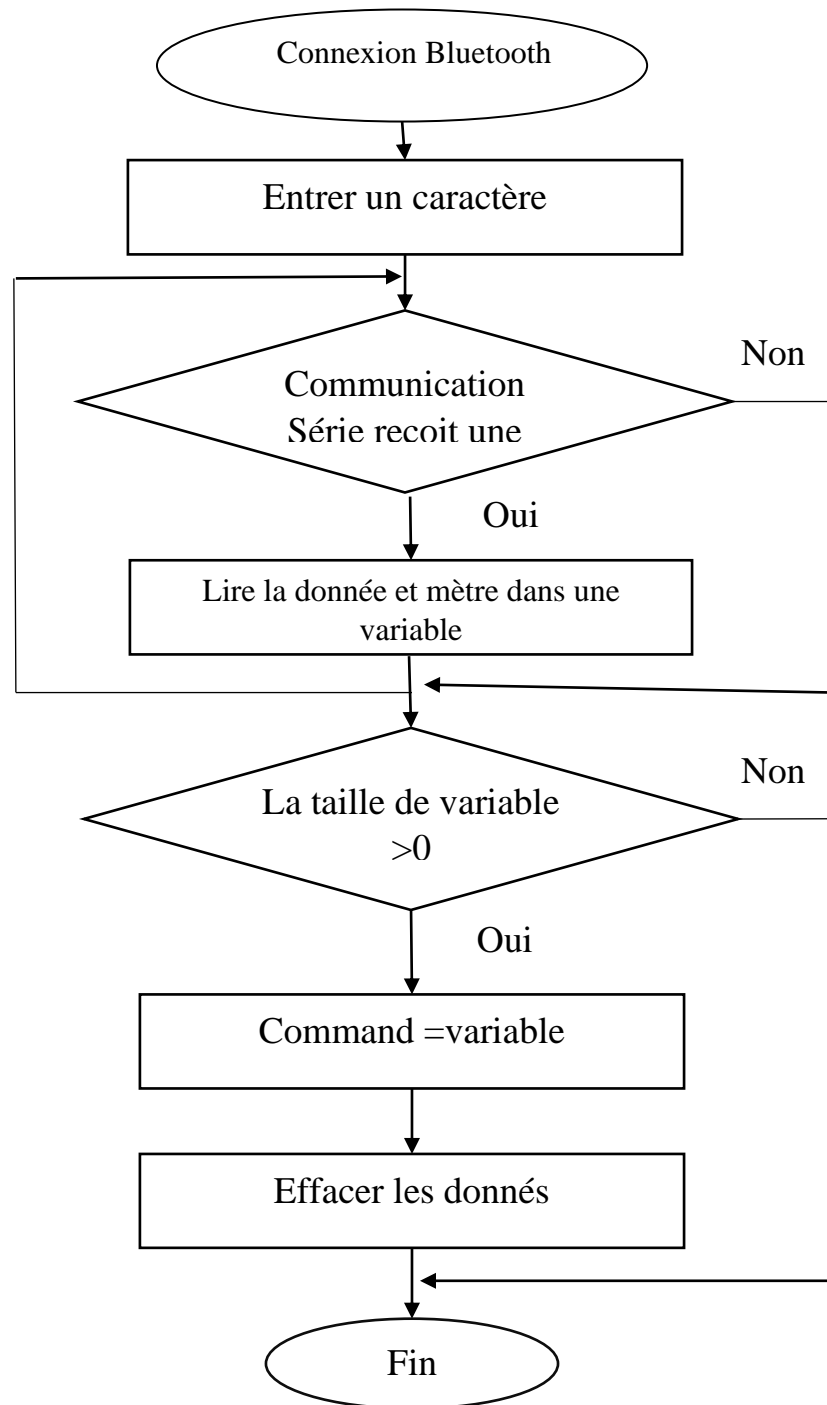 Connexion Bluetooth
Entrer un caractère
Communication
Non
Série reçoit une
Oui
Lire la donnée et mètre dans une
variable
La taille de variable
Non
>0
Oui
Command =variable
Effacer les donnés
Fin